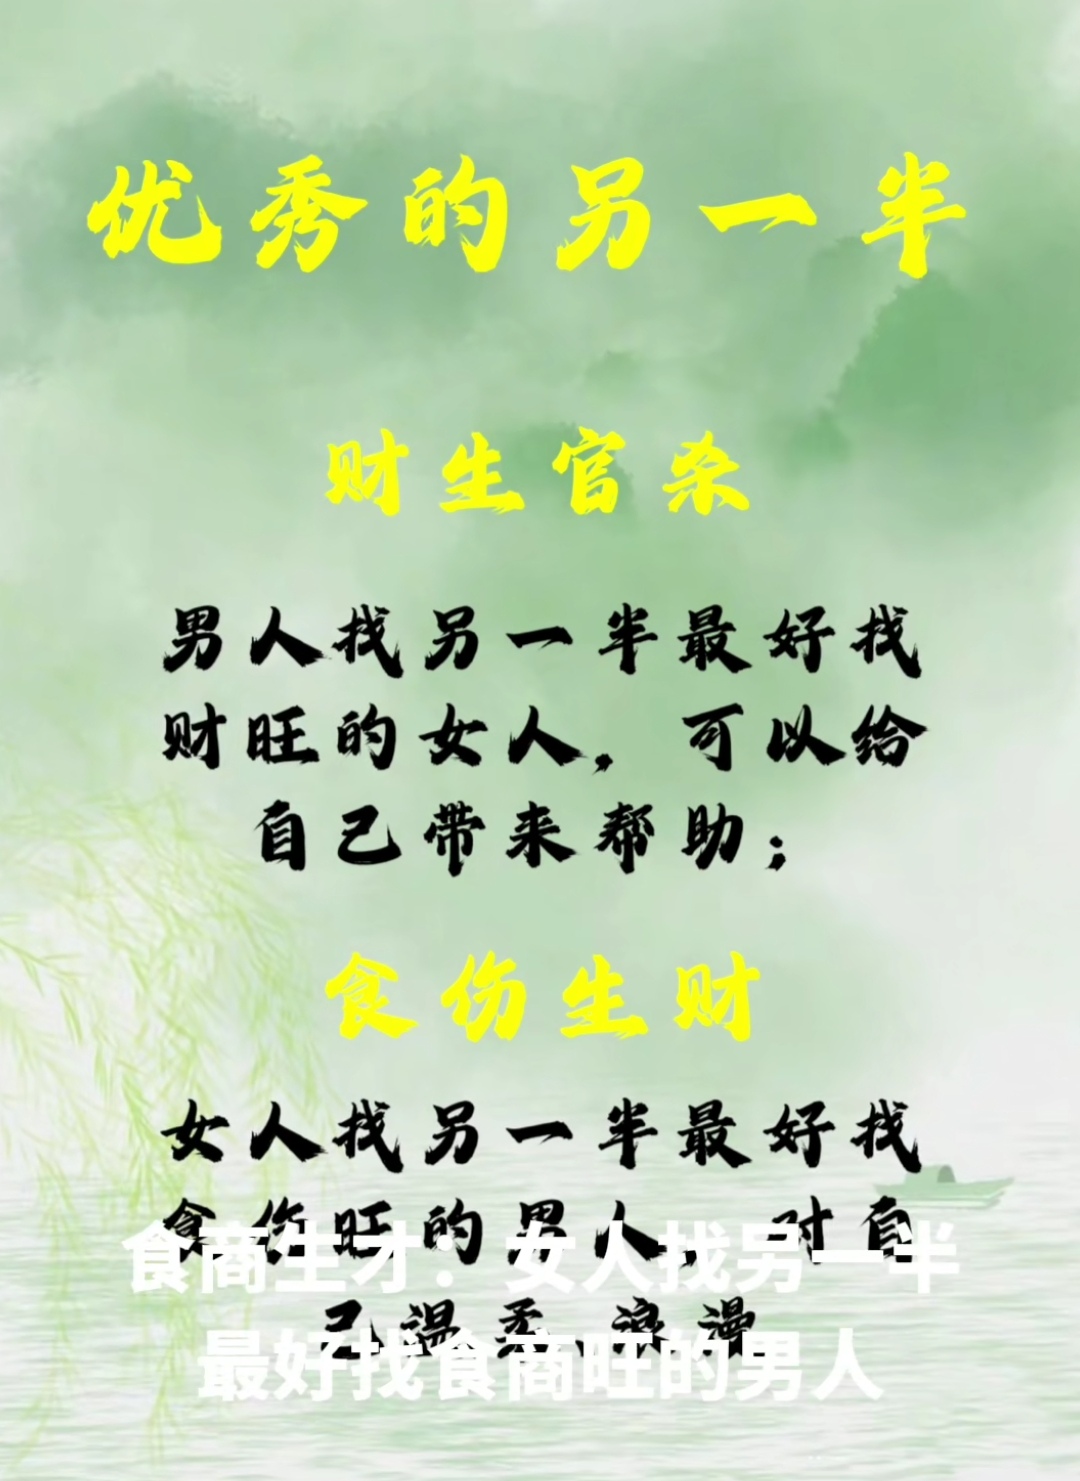 优秀的另一半
财生官杀
男人找另一半最好找
财旺的女人，可以给
自己带来帮助；
食伤生财
女人找另一半最好找
食伤旺的男人，对自
己温柔、浪漫
食商生才：女人找另一半
最好找食商旺的男人